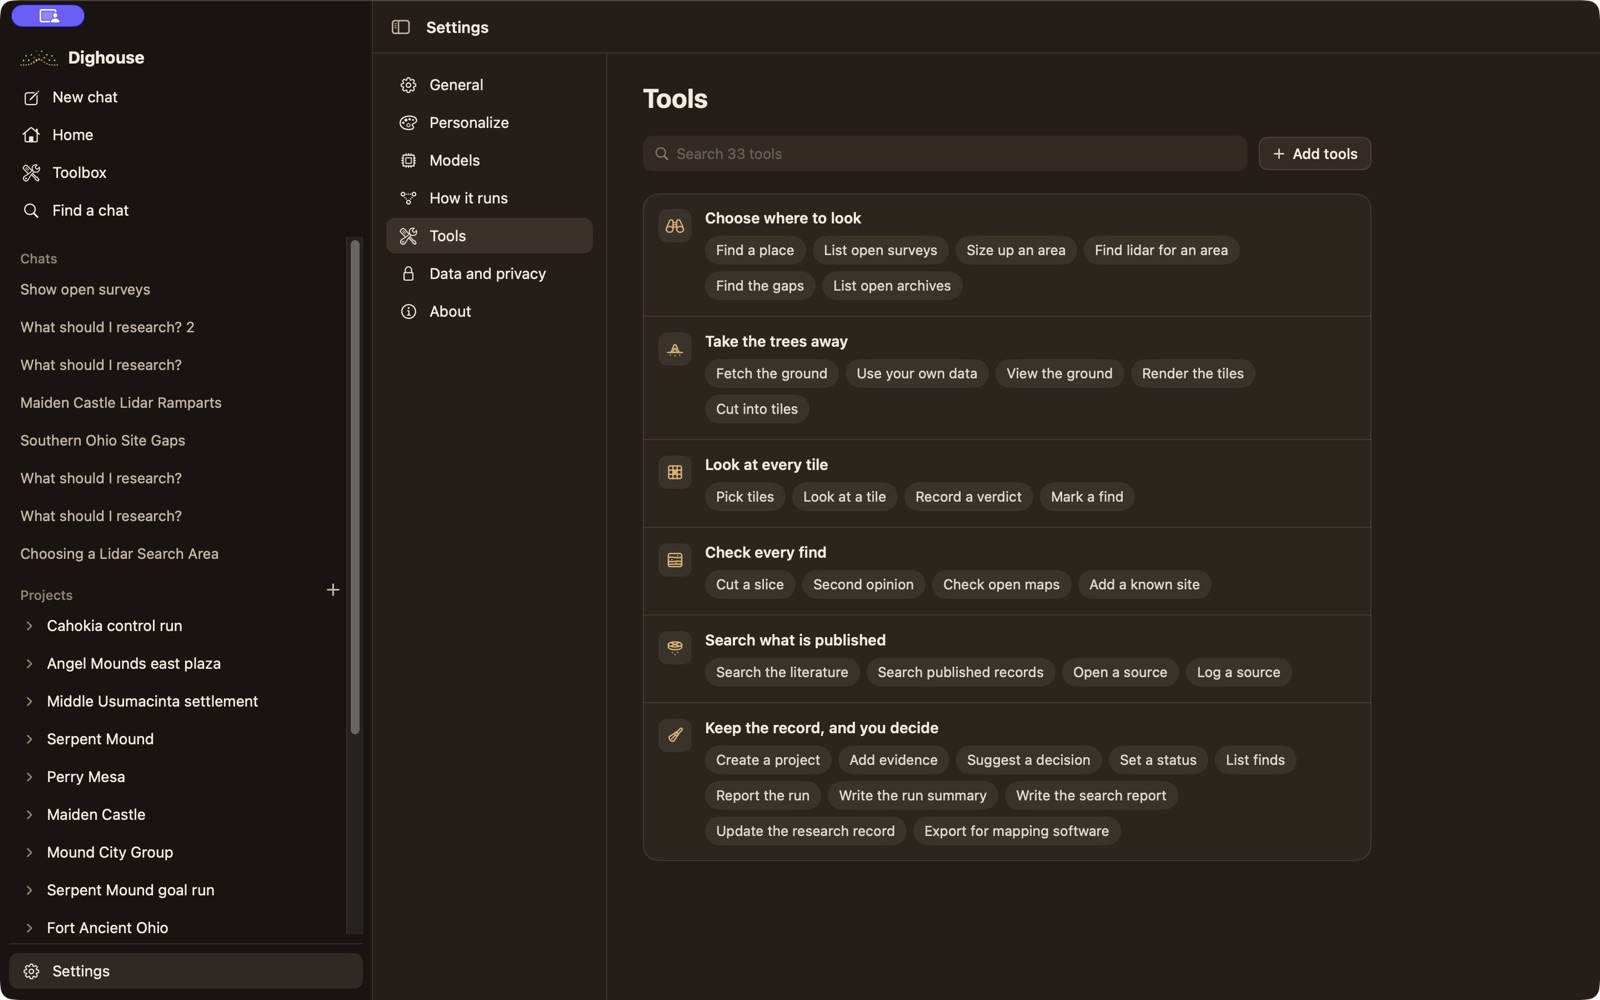 Dighouse
New chat
Home
Toolbox
Find a chat
Chats
Show open surveys
What should I research? 2
What should I research?
Maiden Castle Lidar Ramparts
Southern Ohio Site Gaps
What should I research?
What should I research?
Choosing a Lidar Search Area
Projects
Cahokia control run
Angel Mounds east plaza
Middle Usumacinta settlement
Serpent Mound
Perry Mesa
Maiden Castle
Mound City Group
Serpent Mound goal run
Fort Ancient Ohio
Settings
Settings
General
Personalize
Models
How it runs
Tools
Data and privacy
About
Tools
Search 33 tools
Add tools
Choose where to look
Find a place List open surveys Size up an area Find lidar for an area
Find the gaps List open archives
Take the trees away
Fetch the ground Use your own data View the ground Render the tiles
Cut into tiles
Look at every tile
Pick tiles Look at a tile Record a verdict Mark a find
Check every find
Cut a slice Second opinion Check open maps Add a known site
Search what is published
Search the literature Search published records Open a source Log a source
Keep the record, and you decide
Create a project Add evidence Suggest a decision Set a status List finds
Report the run Write the run summary Write the search report
Update the research record Export for mapping software